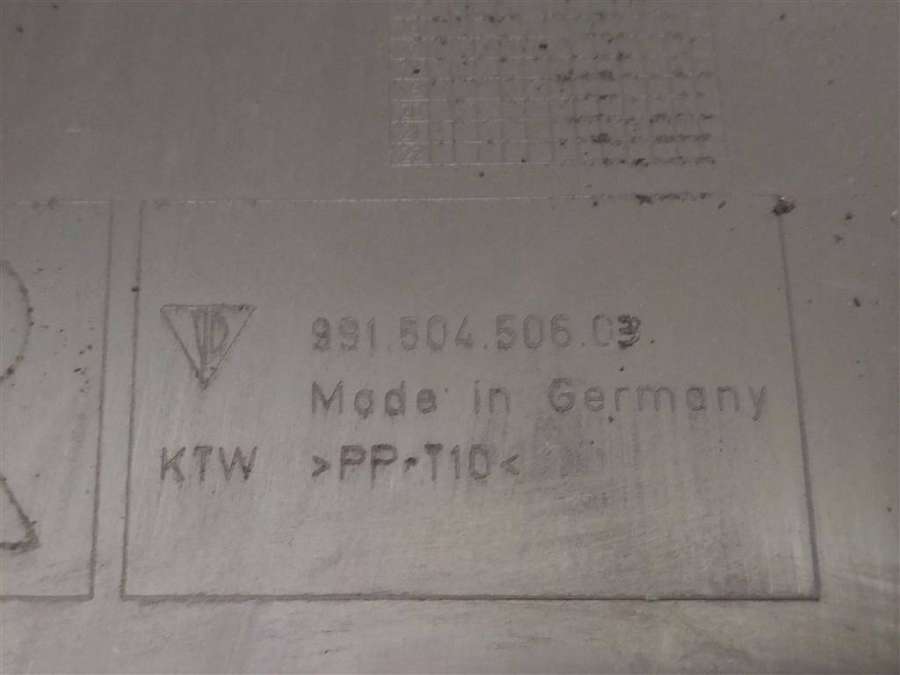 991.504.506.03
Made in Germany
KTW >PP-T10<